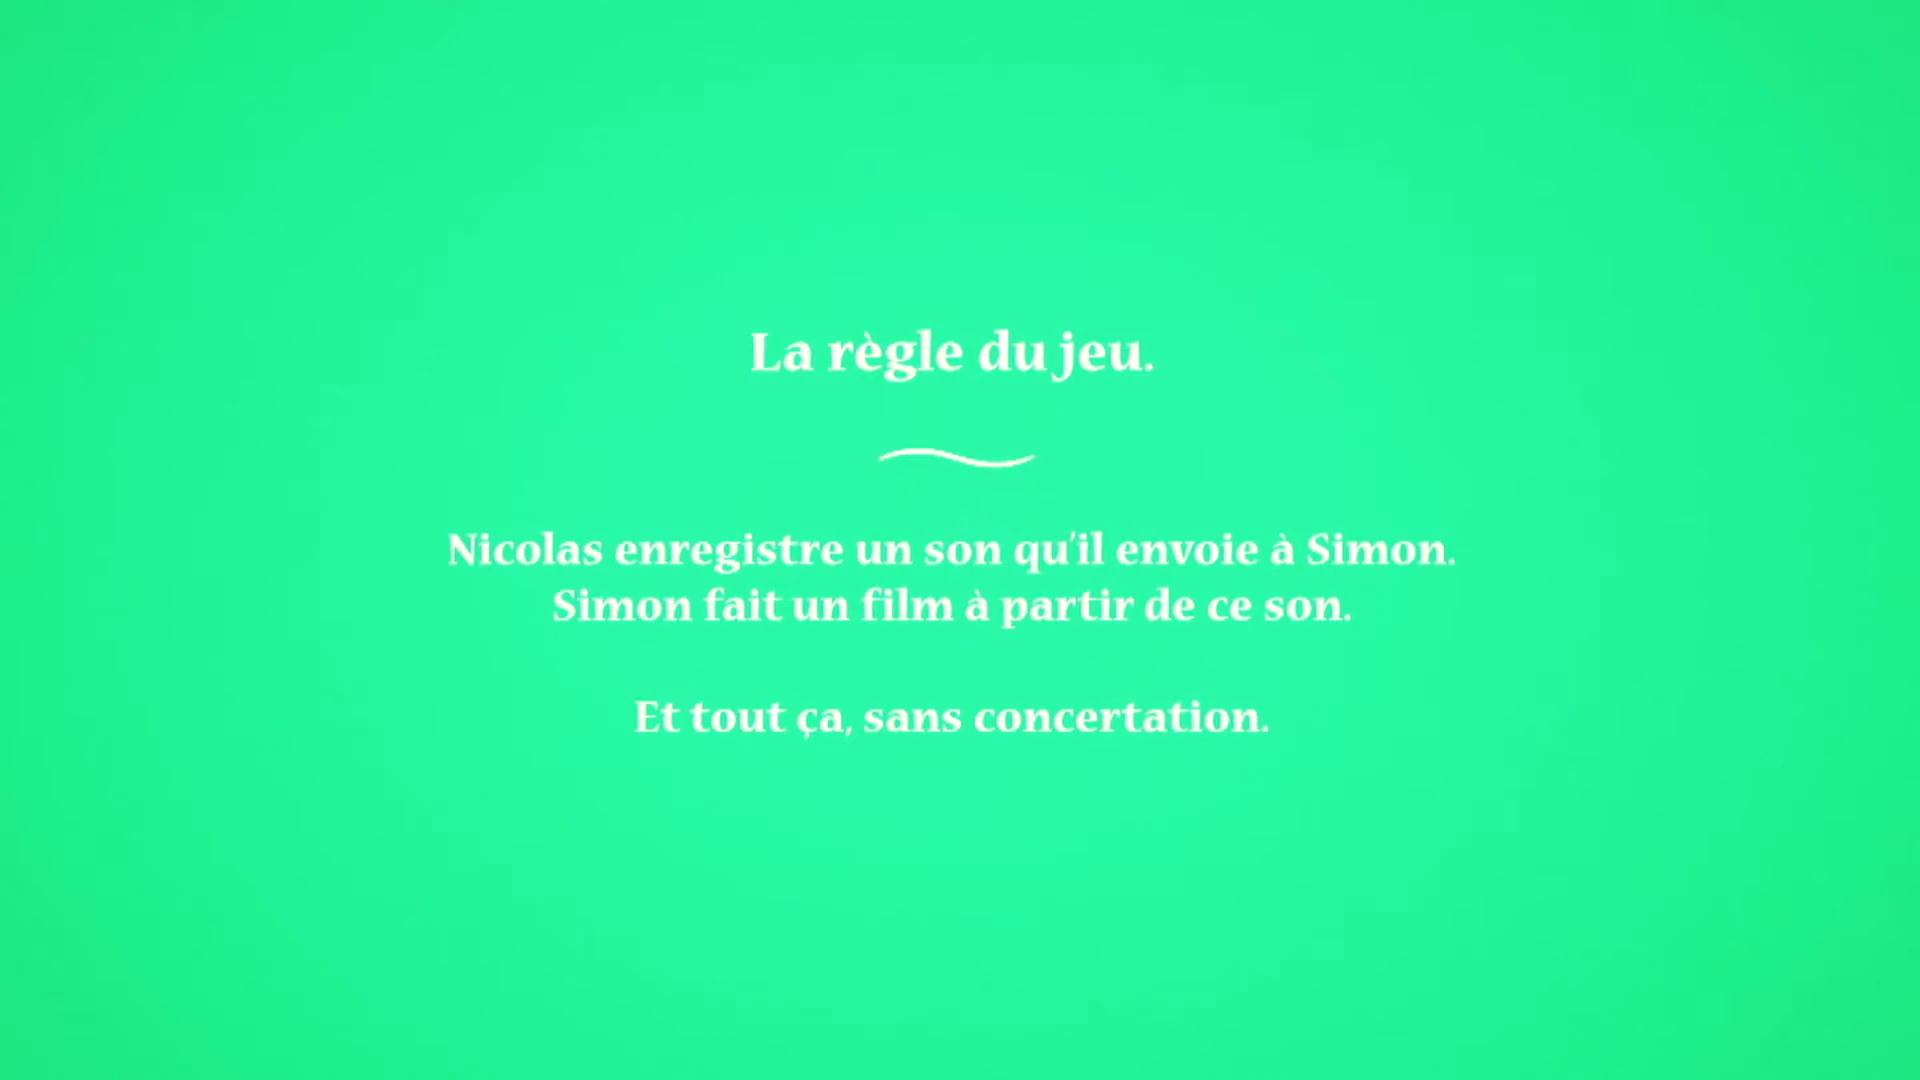 La règle du jeu.
Nicolas enregistre un son qu'il envoie à Simon.
Simon fait un film à partir de ce son.
Et tout ça, sans concertation.